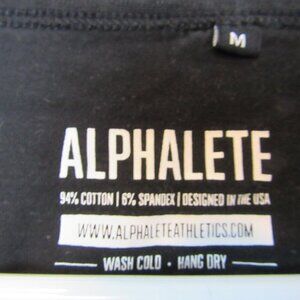 M
ALPHALETE
94% COTTON | 6% SPANDEX | DESIGNED IN THE USA
WWW.ALPHALETEATHLETICS.COM
WASH COLD · HANG DRY